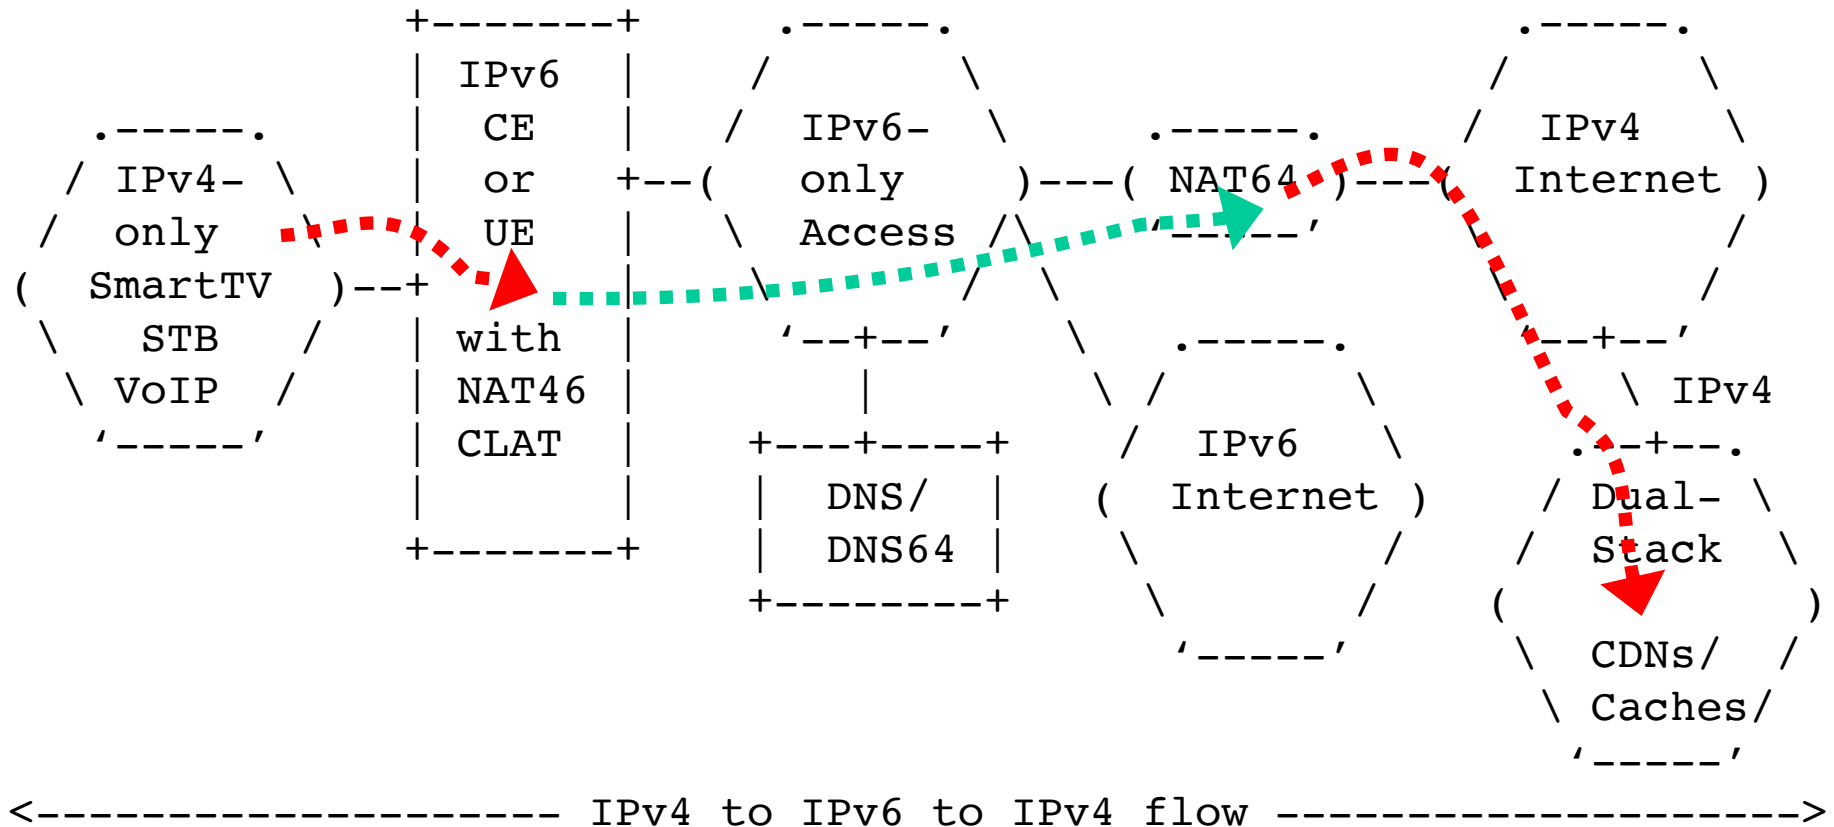 IPv4-
only
SmartTV
STB
VoIP
IPv6
CE
or
UE
with
NAT46
CLAT
IPv6-
only
Access
DNS/
DNS64
NAT64
IPv6
Internet
IPv4
Internet
IPv4
Dual-
Stack
CDNs/
Caches
IPv4 to IPv6 to IPv4 flow